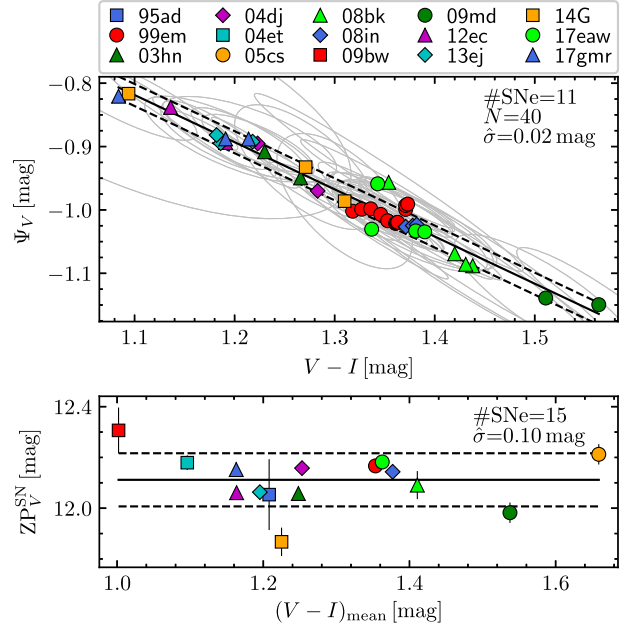 95ad 04dj 08bk 09md 14G
99em 04et 08in 12ec 17eaw
03hn 05cs 09bw 13ej 17gmr
#SNe=11
N=40
σ̂=0.02 mag
−0.8
−0.9
−1.0
−1.1
Ψ_V [mag]
1.1 1.2 1.3 1.4 1.5
V − I [mag]
#SNe=15
σ̂=0.10 mag
12.4
12.0
ZP_V^SN [mag]
1.0 1.2 1.4 1.6
(V − I)_mean [mag]